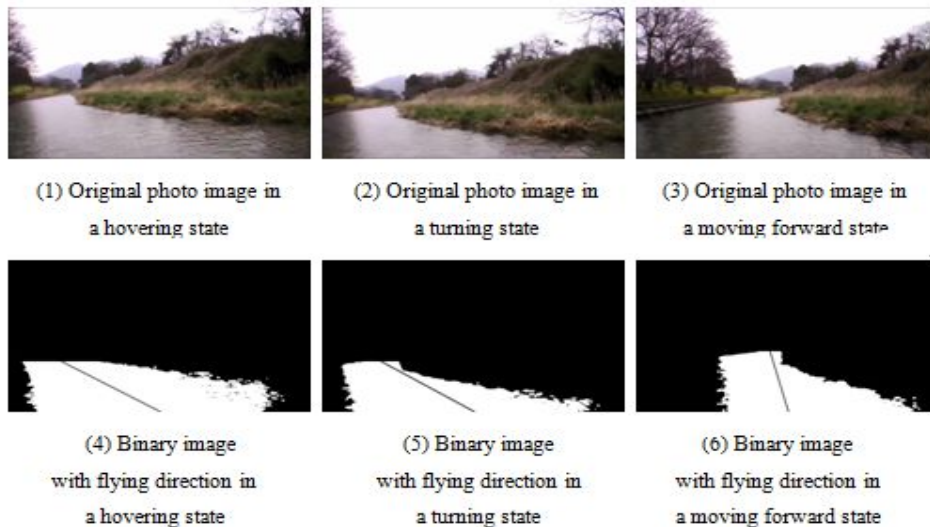 (1) Original photo image in
a hovering state
(2) Original photo image in
a turning state
(3) Original photo image in
a moving forward state
(4) Binary image
with flying direction in
a hovering state
(5) Binary image
with flying direction in
a turning state
(6) Binary image
with flying direction in
a moving forward state